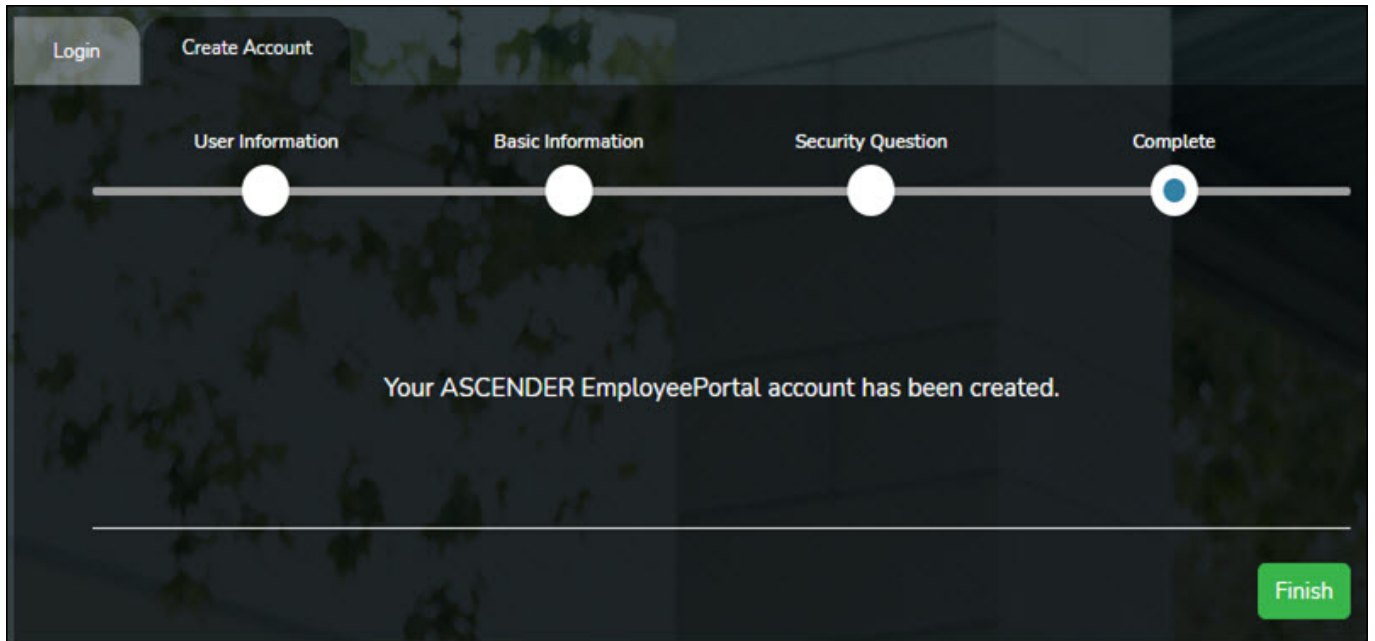 Login
Create Account
User Information
Basic Information
Security Question
Complete
Your ASCENDER EmployeePortal account has been created.
Finish